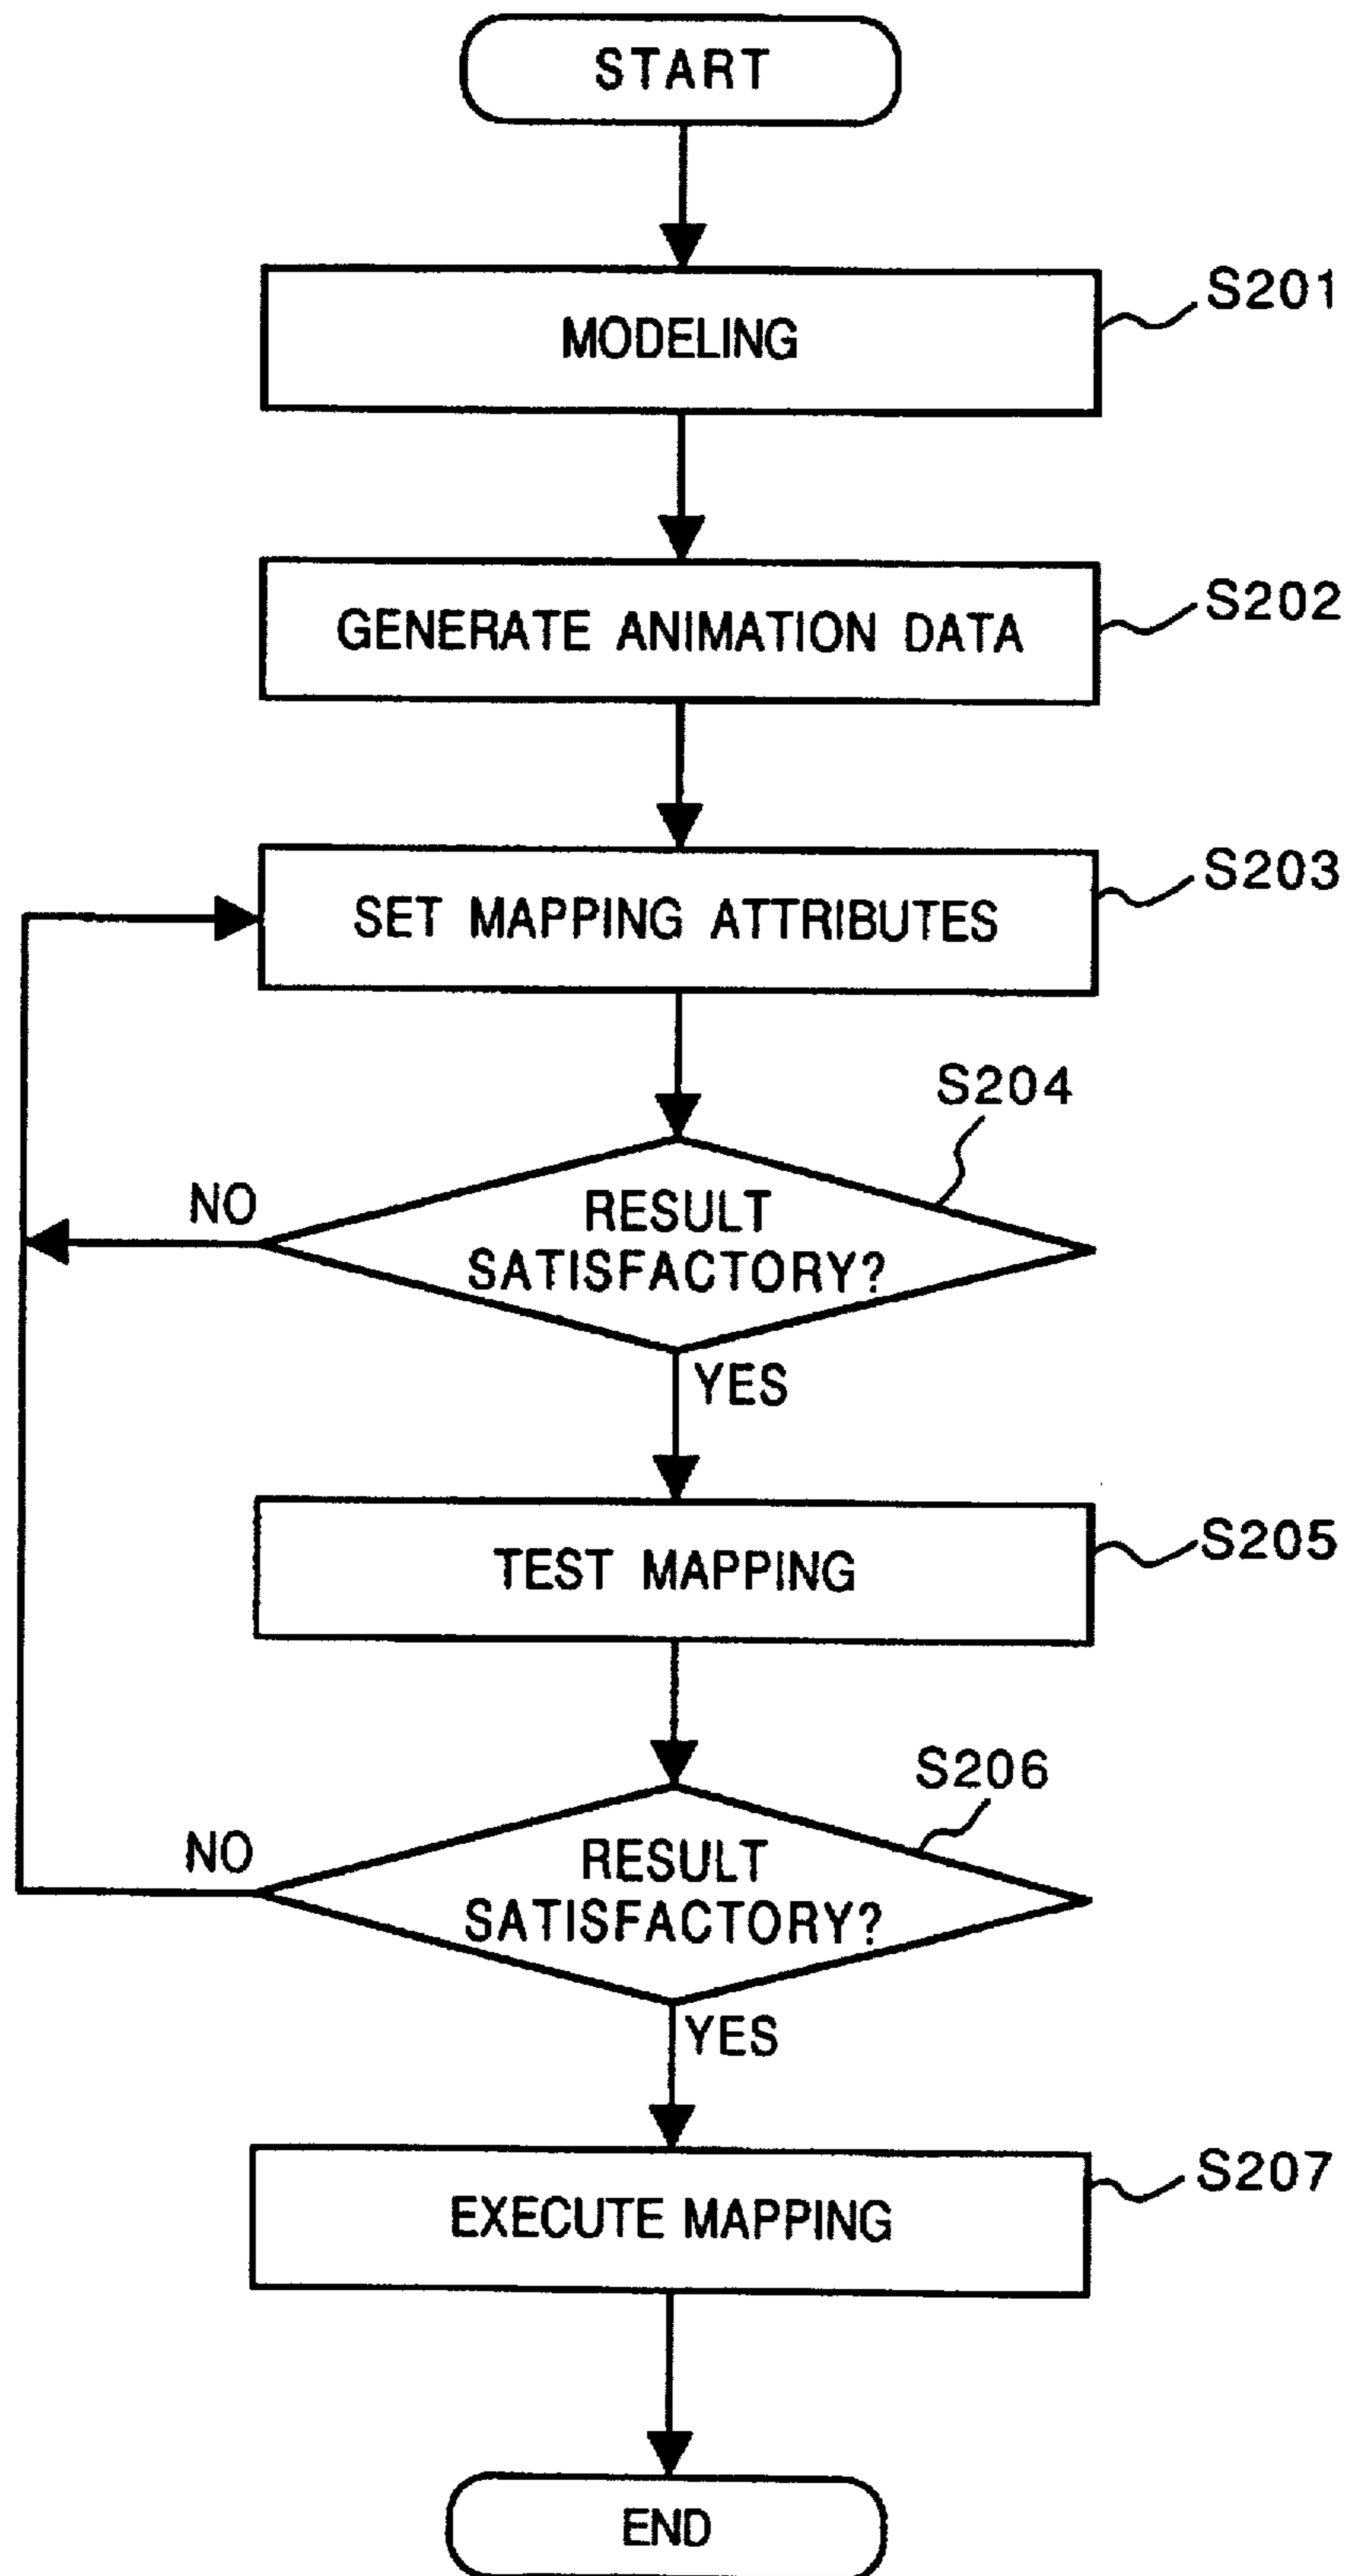 START
MODELING
S201
GENERATE ANIMATION DATA
S202
SET MAPPING ATTRIBUTES
S203
S204
NO
RESULT
SATISFACTORY?
YES
TEST MAPPING
S205
S206
NO
RESULT
SATISFACTORY?
YES
EXECUTE MAPPING
S207
END